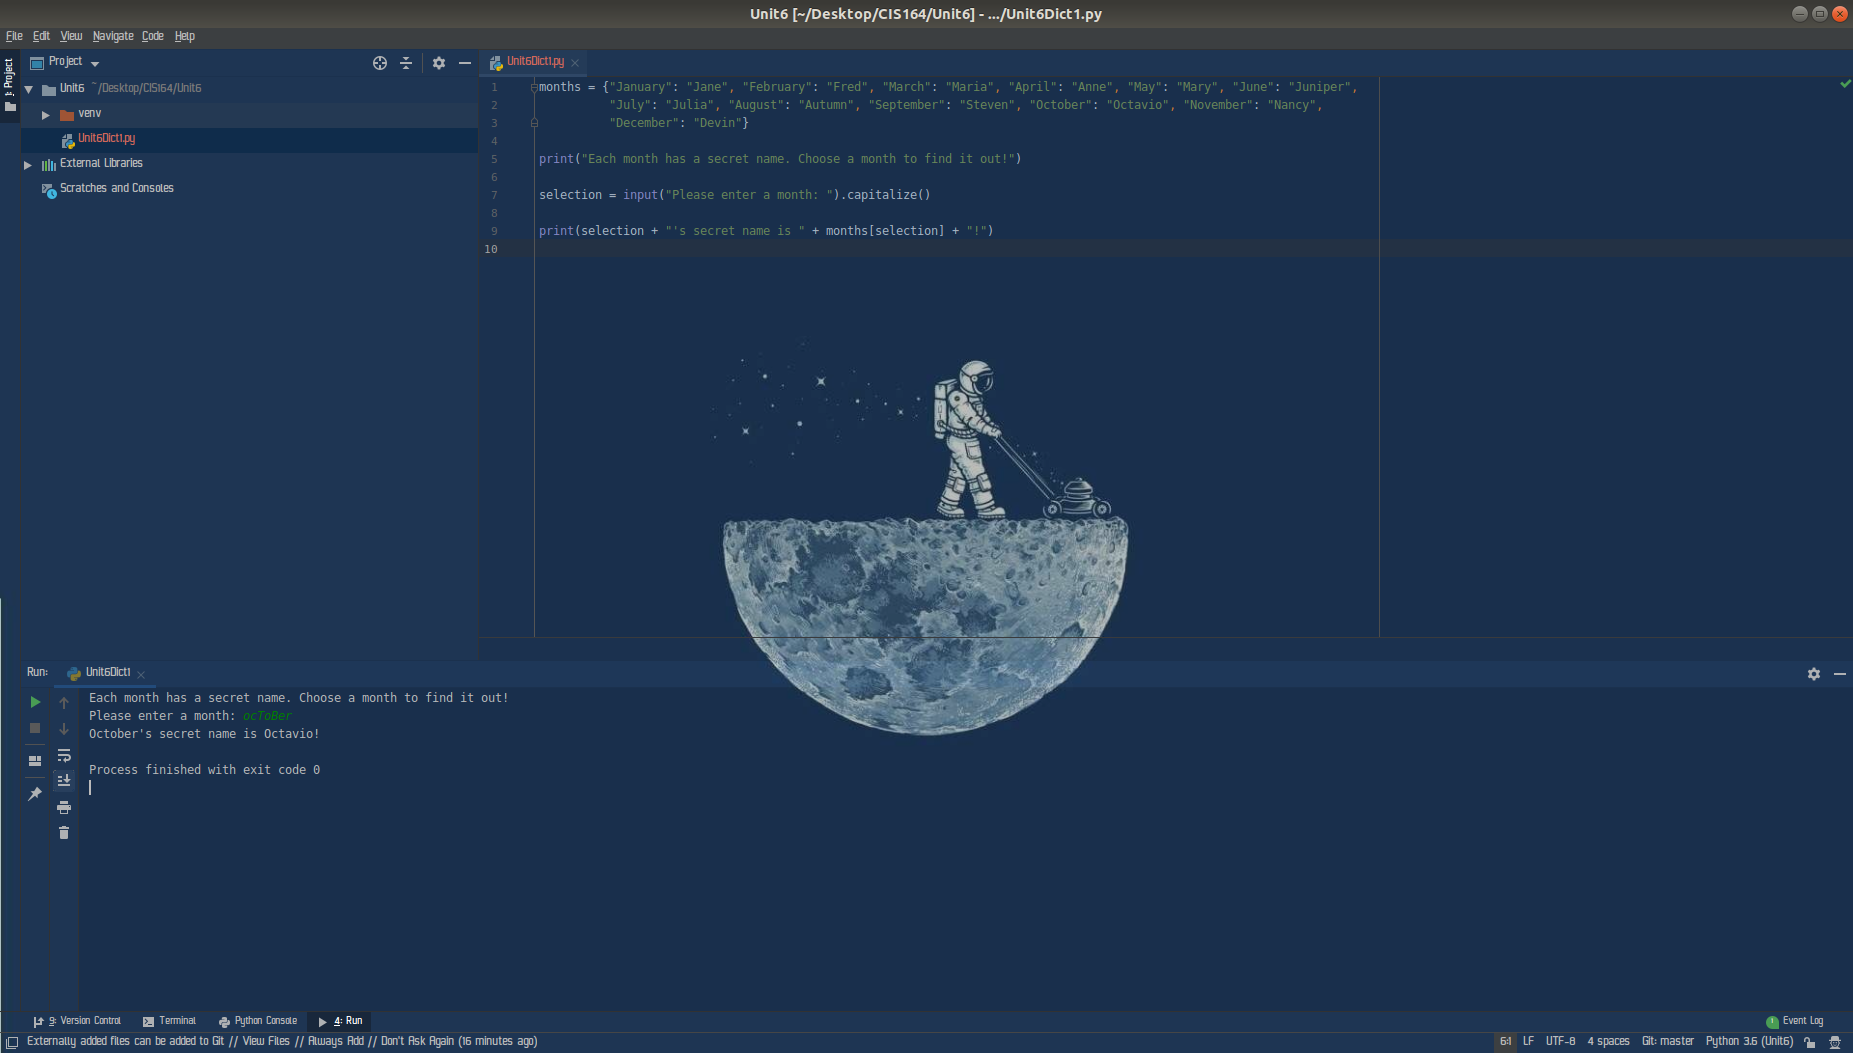 Unit6 [~/Desktop/CIS164/Unit6] - .../Unit6Dict1.py
File Edit View Navigate Code Help
1: Project
Project
Unit6 ~/Desktop/CIS164/Unit6
venv
Unit6Dict1.py
External Libraries
Scratches and Consoles
Unit6Dict1.py
1 months = {"January": "Jane", "February": "Fred", "March": "Maria", "April": "Anne", "May": "Mary", "June": "Juniper",
2 "July": "Julia", "August": "Autumn", "September": "Steven", "October": "Octavio", "November": "Nancy",
3 "December": "Devin"}
4
5 print("Each month has a secret name. Choose a month to find it out!")
6
7 selection = input("Please enter a month: ").capitalize()
8
9 print(selection + "'s secret name is " + months[selection] + "!")
10
Run: Unit6Dict1
Each month has a secret name. Choose a month to find it out!
Please enter a month: ocToBer
October's secret name is Octavio!
Process finished with exit code 0
9: Version Control Terminal Python Console 4: Run Event Log
Externally added files can be added to Git // View Files // Always Add // Don't Ask Again (16 minutes ago) 6:1 LF UTF-8 4 spaces Git: master Python 3.6 (Unit6)